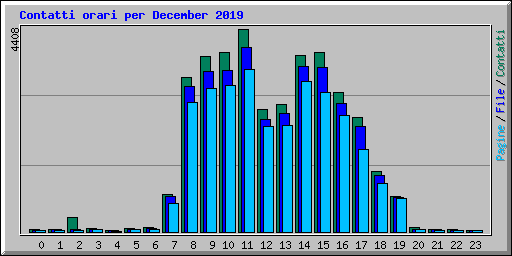 Contatti orari per December 2019
4408
Pagine / File / Contatti
0 1 2 3 4 5 6 7 8 9 10 11 12 13 14 15 16 17 18 19 20 21 22 23